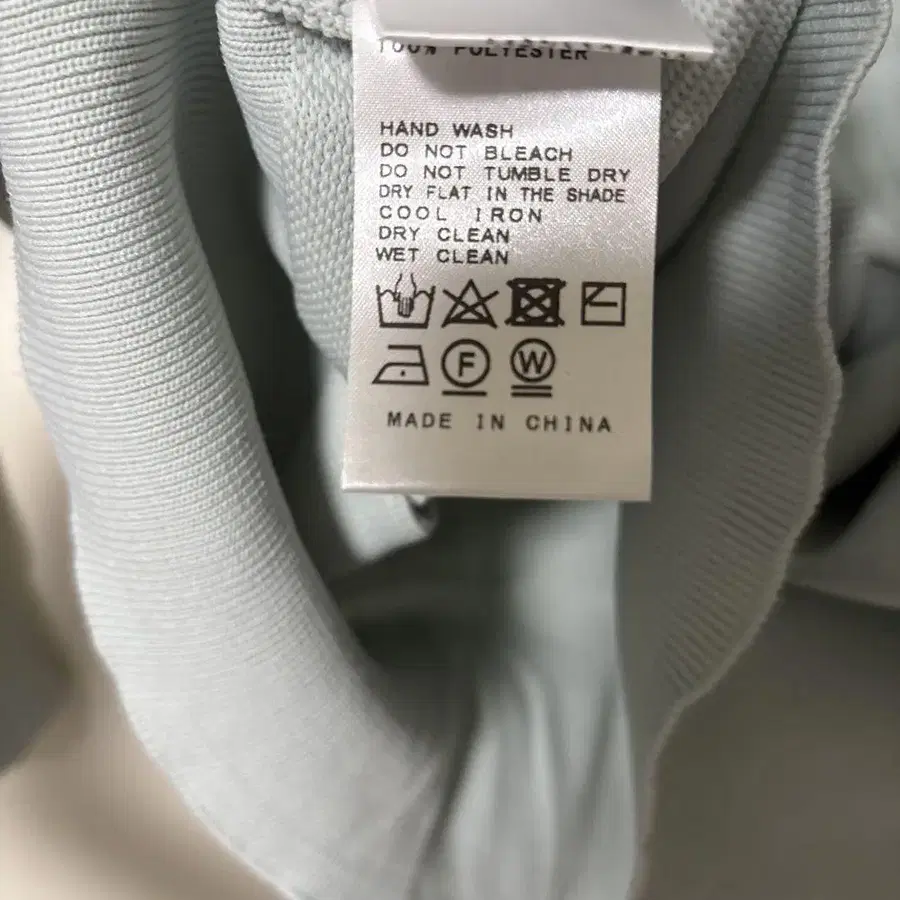 100% POLYESTER
HAND WASH
DO NOT BLEACH
DO NOT TUMBLE DRY
DRY FLAT IN THE SHADE
COOL IRON
DRY CLEAN
WET CLEAN
F W
MADE IN CHINA